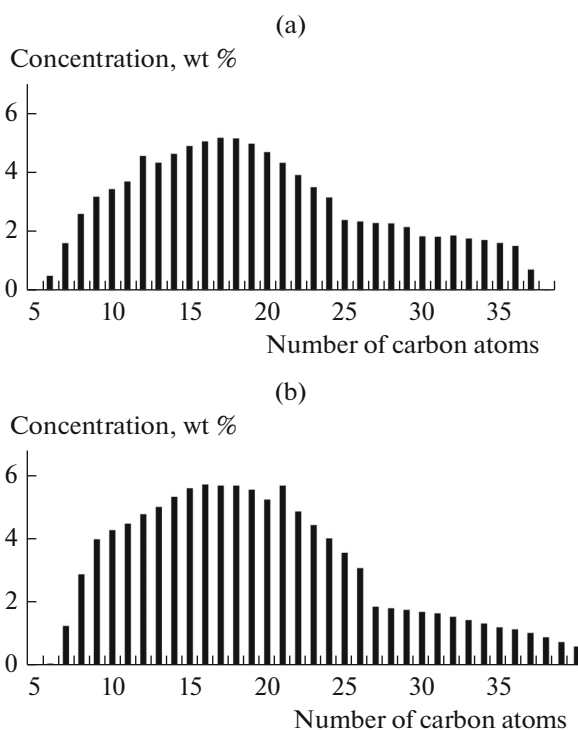 (a)
Concentration, wt %
6
4
2
0
5 10 15 20 25 30 35
Number of carbon atoms
(b)
Concentration, wt %
6
4
2
0
5 10 15 20 25 30 35
Number of carbon atoms